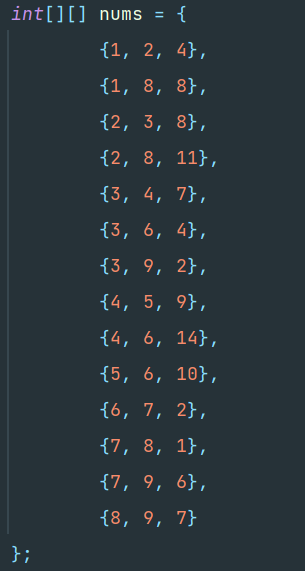 int[][] nums = {
{1, 2, 4},
{1, 8, 8},
{2, 3, 8},
{2, 8, 11},
{3, 4, 7},
{3, 6, 4},
{3, 9, 2},
{4, 5, 9},
{4, 6, 14},
{5, 6, 10},
{6, 7, 2},
{7, 8, 1},
{7, 9, 6},
{8, 9, 7}
};